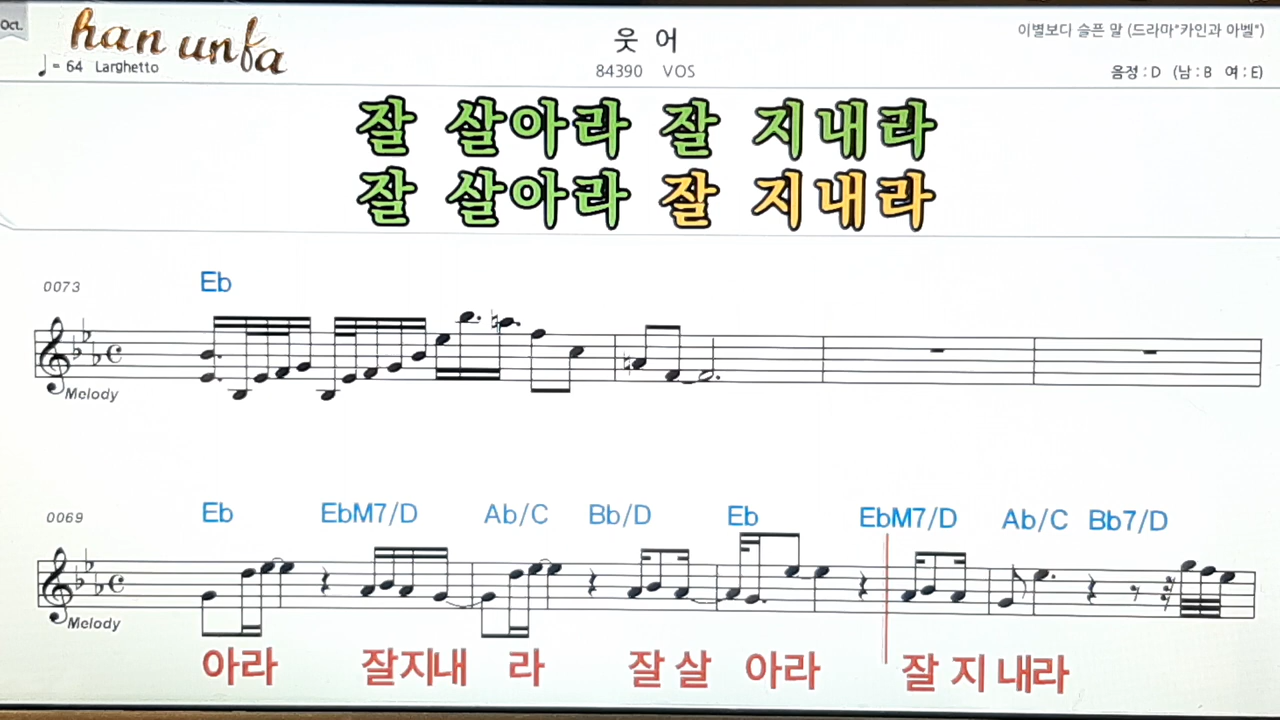 Oct.
han unfa
이별보다 슬픈 말 (드라마"카인과 아벨")
웃 어
♩= 64 Larghetto
84390 VOS
음정 : D (남 : B 여 : E)
잘 살아라 잘 지내라
잘 살아라 잘 지내라
0073 Eb
Melody
0069 Eb EbM7/D Ab/C Bb/D Eb EbM7/D Ab/C Bb7/D
Melody
아라 잘지내 라 잘 살 아라 잘 지 내라